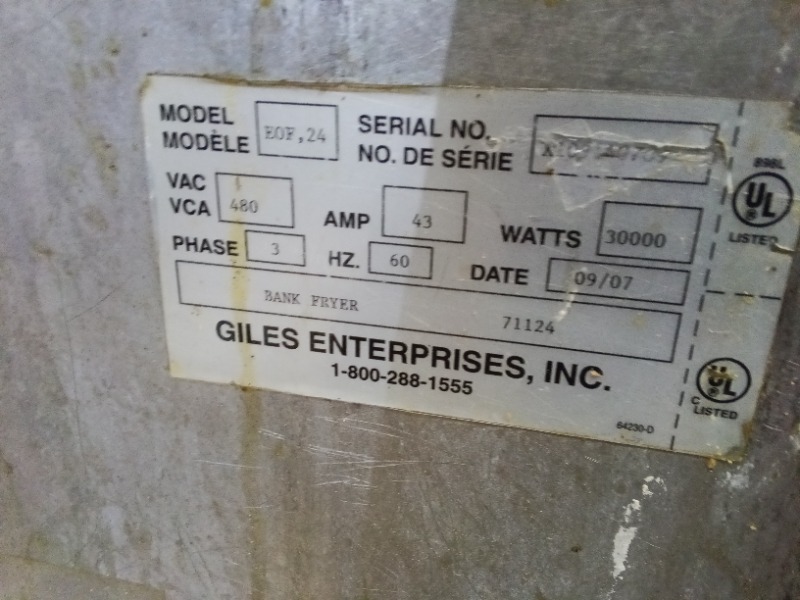 MODEL
MODÈLE
EOF,24
SERIAL NO.
NO. DE SÉRIE
VAC
VCA
480
AMP
43
WATTS
30000
PHASE
3
HZ.
60
DATE
09/07
BANK FRYER 71124
GILES ENTERPRISES, INC.
1-800-288-1555
64230-D
898L
UL
®
LISTED
C
UL
®
LISTED